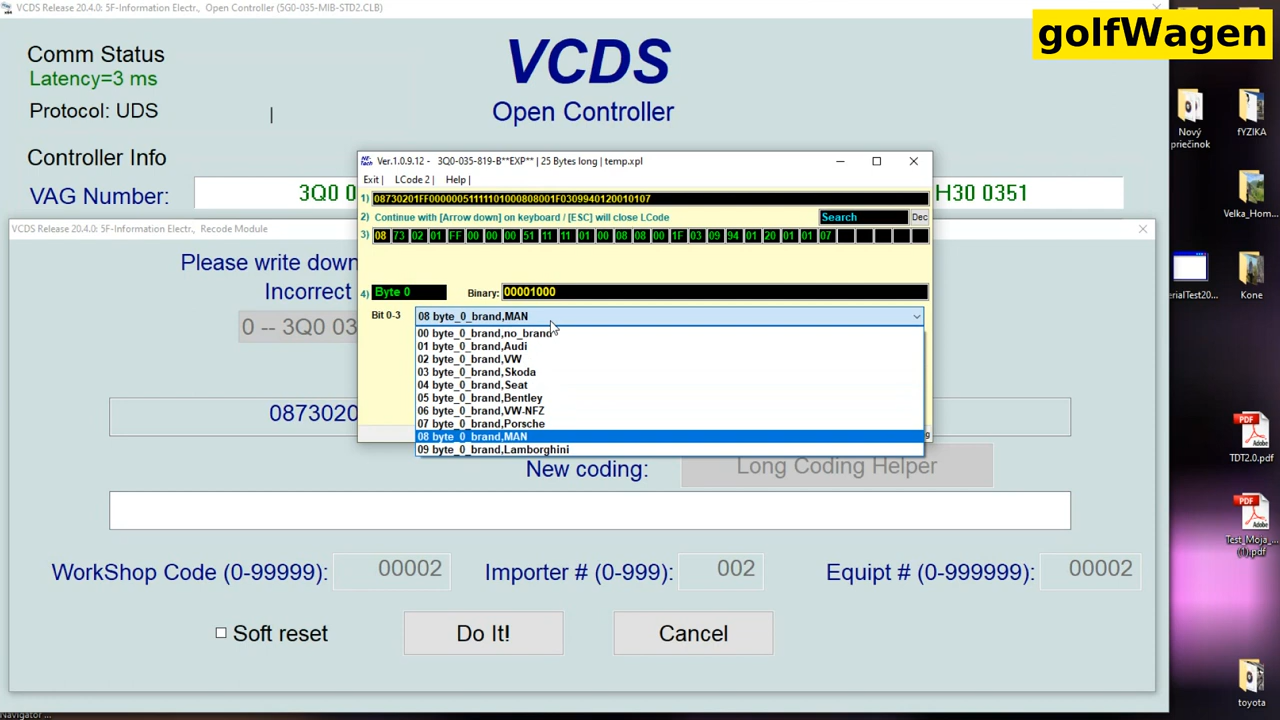 VCDS Release 20.4.0: 5F-Information Electr., Open Controller (5G0-035-MIB-STD2.CLB)
golfWagen
Comm Status
Latency=3 ms
Protocol: UDS
VCDS
Open Controller
Controller Info
VAG Number:
3Q0 0
H30 0351
Ver.1.0.9.12 - 3Q0-035-819-B**EXP** | 25 Bytes long | temp.xpl
Exit | LCode 2 | Help |
2) Continue with [Arrow down] on keyboard / [ESC] will close LCode
Search
Dec
3) 08 73 02 01 FF 00 00 00 51 11 11 01 00 08 08 00 1F 03 09 94 01 20 01 01 07
4) Byte 0
Binary: 00001000
Bit 0-3
08 byte_0_brand,MAN
00 byte_0_brand,no_brand
01 byte_0_brand,Audi
02 byte_0_brand,VW
03 byte_0_brand,Skoda
04 byte_0_brand,Seat
05 byte_0_brand,Bentley
06 byte_0_brand,VW-NFZ
07 byte_0_brand,Porsche
08 byte_0_brand,MAN
09 byte_0_brand,Lamborghini
VCDS Release 20.4.0: 5F-Information Electr., Recode Module
Please write down
Incorrect
0 -- 3Q0 03
0873020
New coding:
Long Coding Helper
WorkShop Code (0-99999):
00002
Importer # (0-999):
002
Equipt # (0-999999):
00002
Soft reset
Do It!
Cancel
Nový
priečinok
fYZIKA
Velka_Hom...
erialTest20...
Kone
TDT2.0.pdf
Test_Moja_...
(1).pdf
toyota
Navigator ...